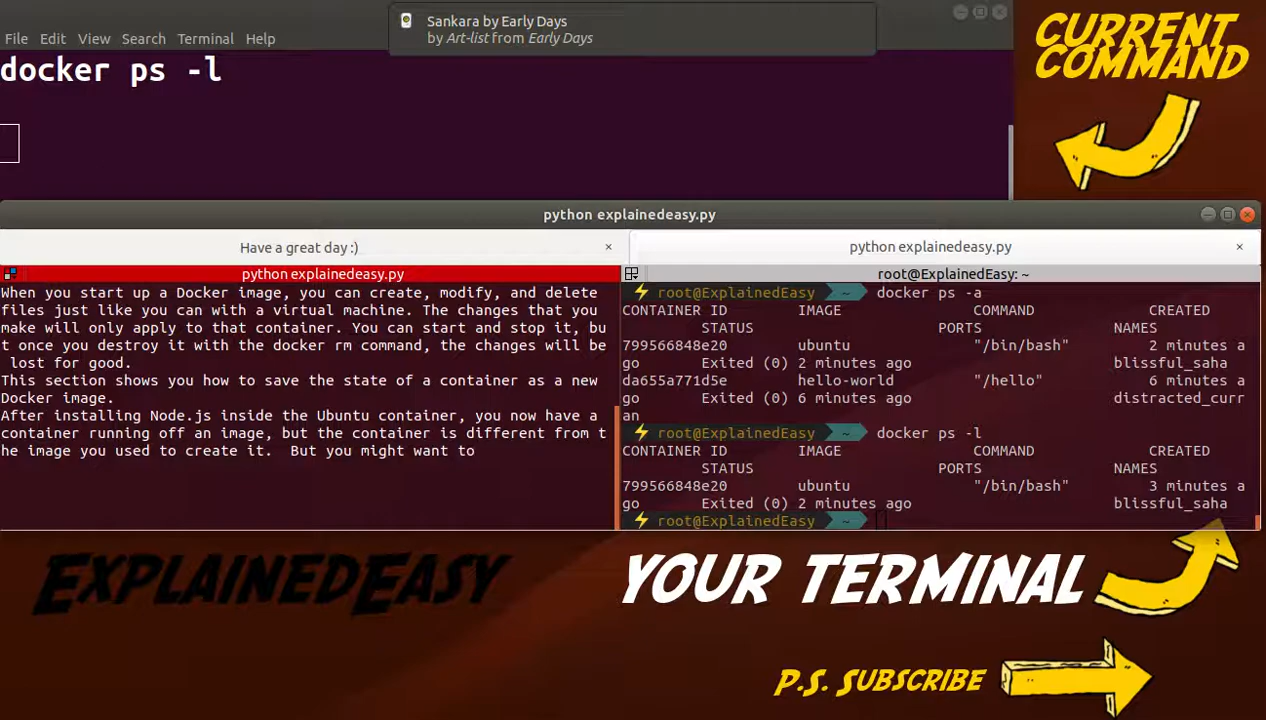 Sankara by Early Days
by Art-list from Early Days
File Edit View Search Terminal Help
docker ps -l
CURRENT
COMMAND
python explainedeasy.py
Have a great day :) ×
python explainedeasy.py ×
python explainedeasy.py
When you start up a Docker image, you can create, modify, and delete
files just like you can with a virtual machine. The changes that you
make will only apply to that container. You can start and stop it, bu
t once you destroy it with the docker rm command, the changes will be
lost for good.
This section shows you how to save the state of a container as a new
Docker image.
After installing Node.js inside the Ubuntu container, you now have a
container running off an image, but the container is different from t
he image you used to create it.  But you might want to
root@ExplainedEasy: ~
⚡ root@ExplainedEasy ~ docker ps -a
CONTAINER ID IMAGE COMMAND CREATED
STATUS PORTS NAMES
799566848e20 ubuntu "/bin/bash" 2 minutes a
go Exited (0) 2 minutes ago blissful_saha
da655a771d5e hello-world "/hello" 6 minutes a
go Exited (0) 6 minutes ago distracted_curr
an
⚡ root@ExplainedEasy ~ docker ps -l
CONTAINER ID IMAGE COMMAND CREATED
STATUS PORTS NAMES
799566848e20 ubuntu "/bin/bash" 3 minutes a
go Exited (0) 2 minutes ago blissful_saha
⚡ root@ExplainedEasy ~
EXPLAINEDEASY
YOUR TERMINAL
P.S. SUBSCRIBE